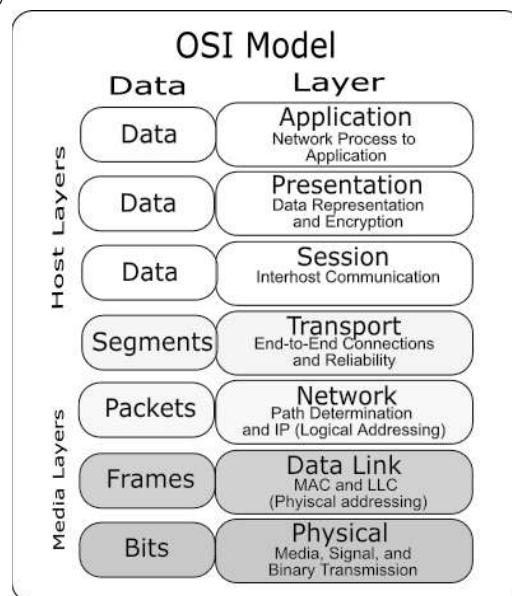 OSI Model
Data Layer
Host Layers
Data
Application
Network Process to
Application
Data
Presentation
Data Representation
and Encryption
Data
Session
Interhost Communication
Segments
Transport
End-to-End Connections
and Reliability
Media Layers
Packets
Network
Path Determination
and IP (Logical Addressing)
Frames
Data Link
MAC and LLC
(Phyiscal addressing)
Bits
Physical
Media, Signal, and
Binary Transmission